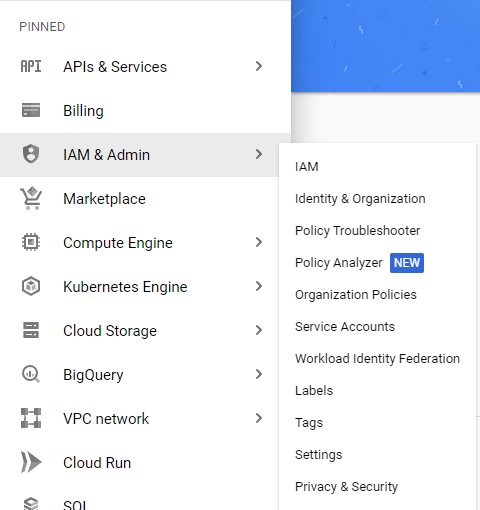 PINNED
API APIs & Services
Billing
IAM & Admin
Marketplace
Compute Engine
Kubernetes Engine
Cloud Storage
BigQuery
VPC network
Cloud Run
SQL
IAM
Identity & Organization
Policy Troubleshooter
Policy Analyzer NEW
Organization Policies
Service Accounts
Workload Identity Federation
Labels
Tags
Settings
Privacy & Security